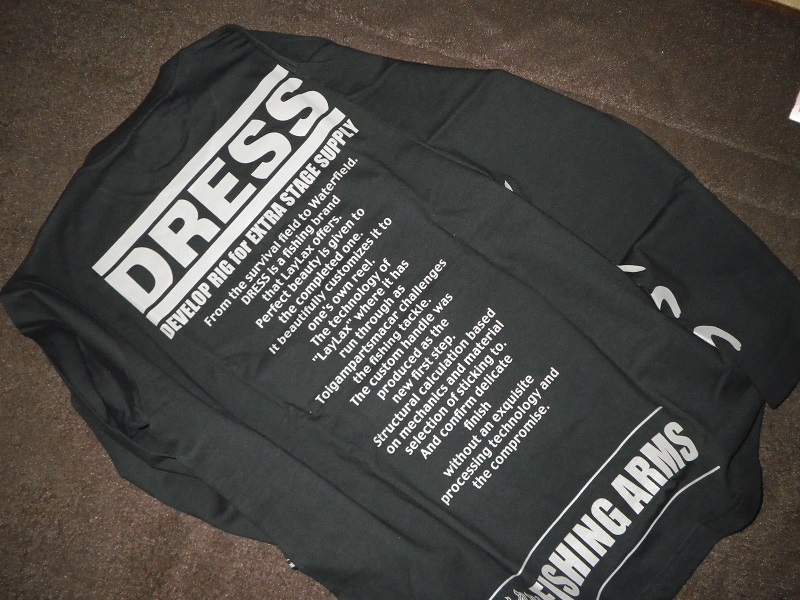 DRESS
DEVELOP RIG for EXTRA STAGE SUPPLY
From the survival field to Waterfield.
DRESS is a fishing brand
that LayLax offers.
Perfect beauty is given to
the completed one.
It beautifully customizes it to
one's own reel.
The technology of
"LayLax" where it has
run through as
Toigampartsnacar challenges
the fishing tackle.
The custom handle was
produced as the
new first step.
Structural calculation based
on mechanics and material
selection of sticking to.
And confirm delicate
finish
without an exquisite
processing technology and
the compromise.
FISHING ARMS